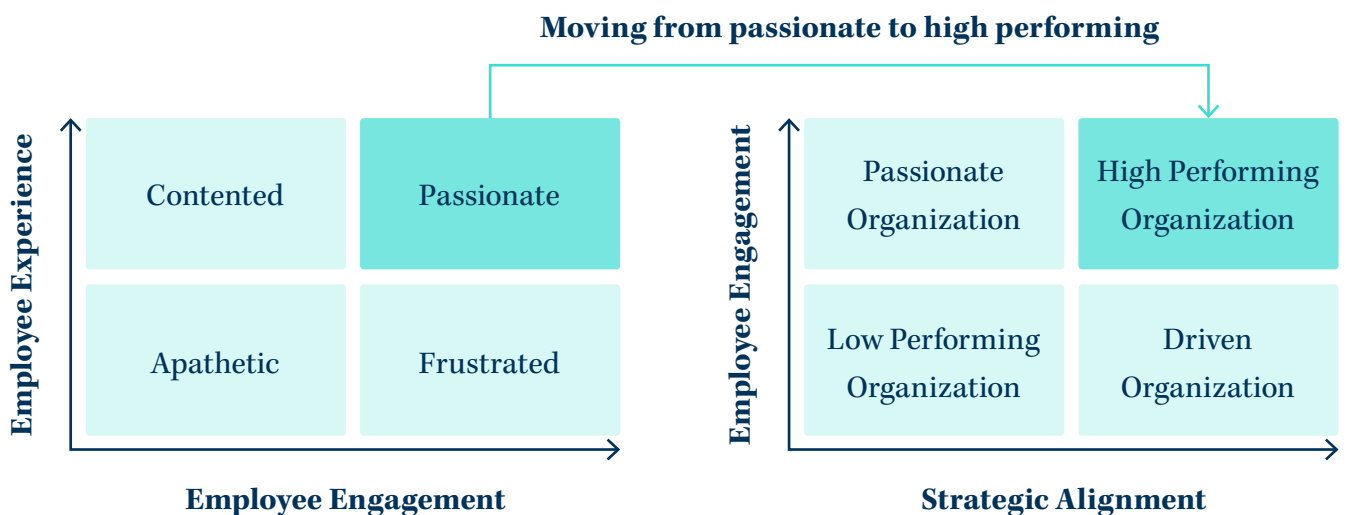 Moving from passionate to high performing
Employee Experience
Contented
Passionate
Apathetic
Frustrated
Employee Engagement
Employee Engagement
Passionate
Organization
High Performing
Organization
Low Performing
Organization
Driven
Organization
Strategic Alignment